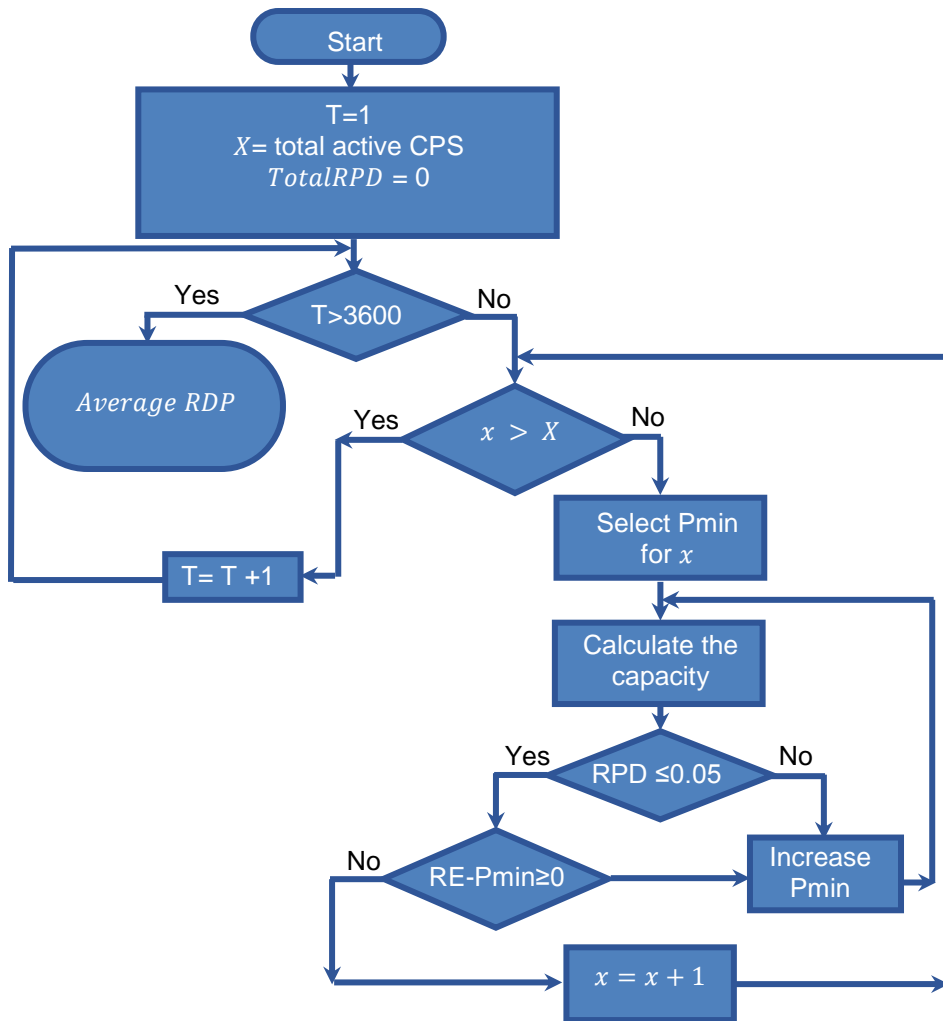 Start
T=1
X= total active CPS
TotalRPD = 0
Yes
T>3600
No
Average RDP
Yes
x > X
No
Select Pmin
for x
T= T +1
Calculate the
capacity
Yes
RPD ≤0.05
No
No
RE-Pmin≥0
Increase
Pmin
x = x + 1